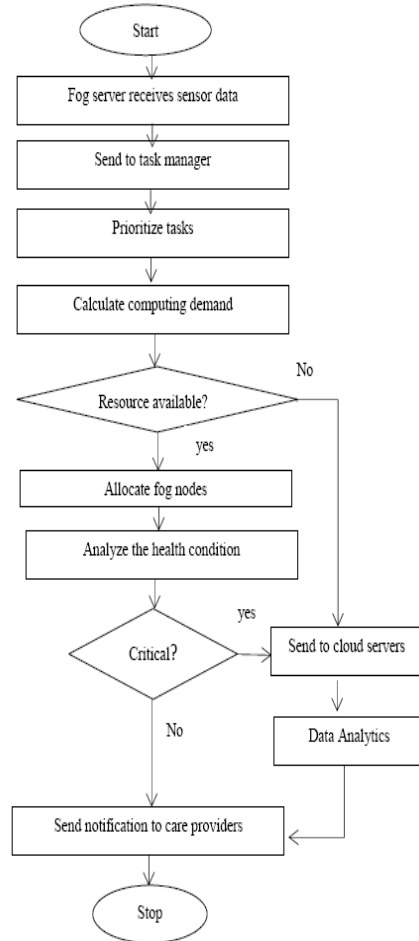 Start
Fog server receives sensor data
Send to task manager
Prioritize tasks
Calculate computing demand
No
Resource available?
yes
Allocate fog nodes
Analyze the health condition
yes
Critical?
Send to cloud servers
No
Data Analytics
Send notification to care providers
Stop